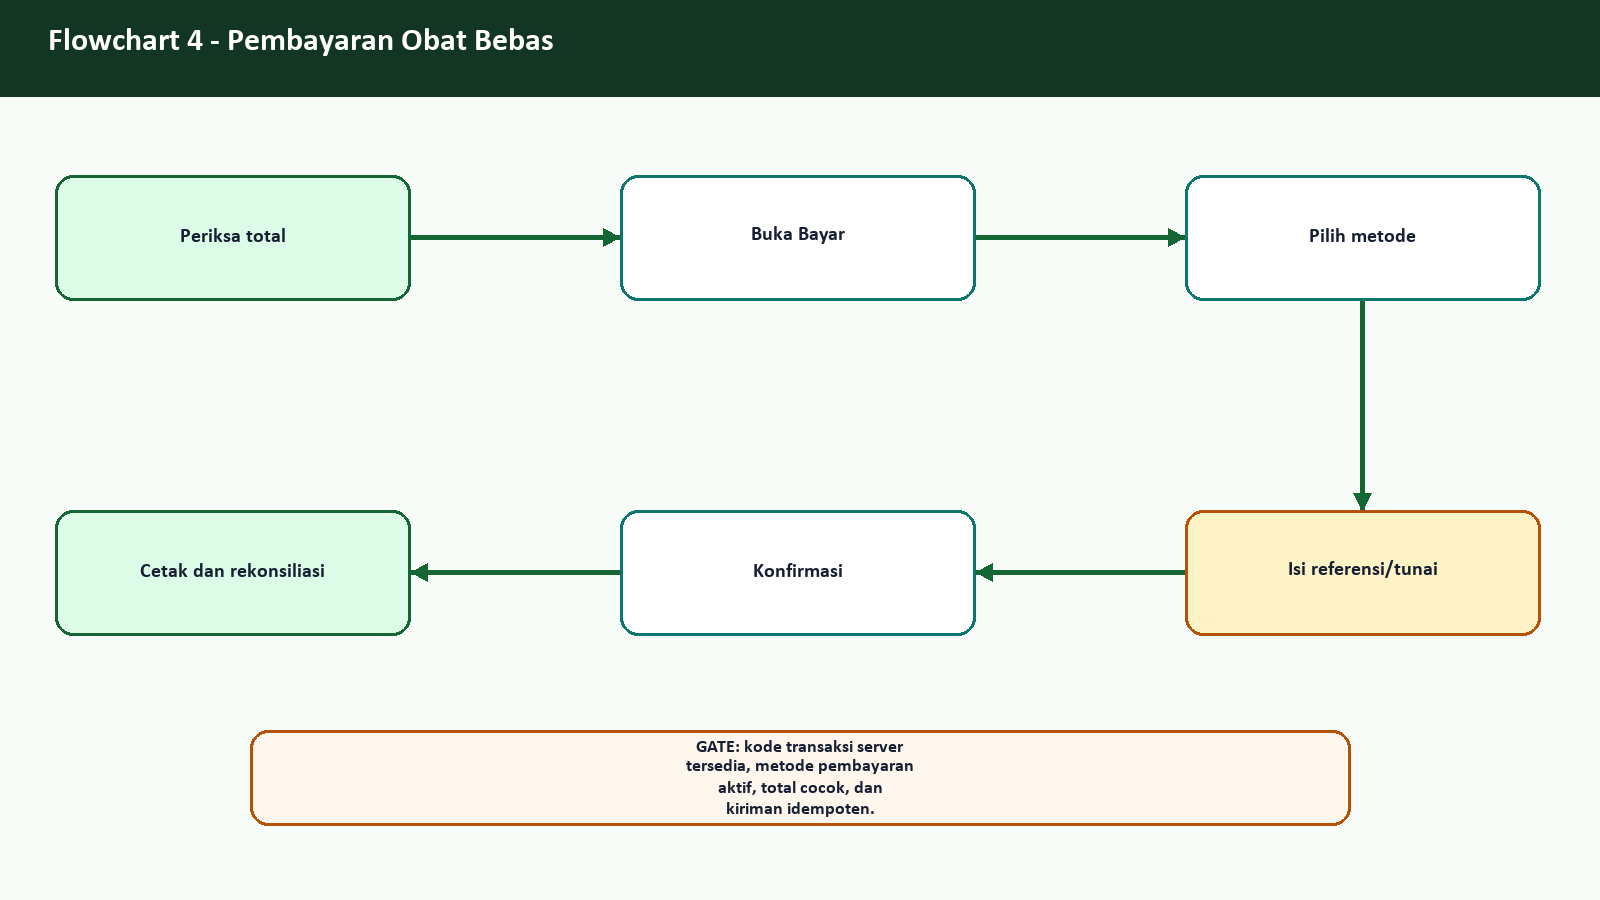 Flowchart 4 - Pembayaran Obat Bebas
Periksa total
Buka Bayar
Pilih metode
Isi referensi/tunai
Konfirmasi
Cetak dan rekonsiliasi
GATE: kode transaksi server
tersedia, metode pembayaran
aktif, total cocok, dan
kiriman idempoten.